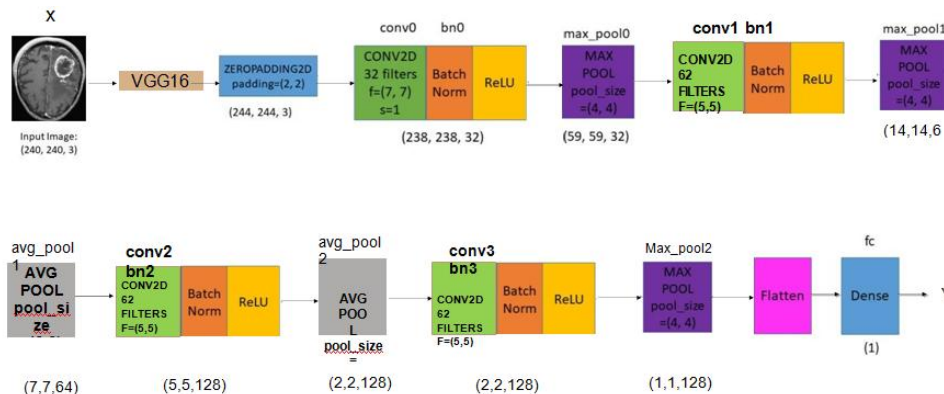 X
VGG16
ZEROPADDING2D
padding=(2, 2)
(244, 244, 3)
Input Image:
(240, 240, 3)
conv0 bn0
CONV2D
32 filters
f=(7, 7)
s=1
Batch
Norm
ReLU
(238, 238, 32)
max_pool0
MAX
POOL
pool_size
=(4, 4)
(59, 59, 32)
conv1 bn1
CONV2D
62
FILTERS
F=(5,5)
Batch
Norm
ReLU
max_pool1
MAX
POOL
pool_size
=(4, 4)
(14,14,6
avg_pool
1
AVG
POOL
pool_si
ze
(7,7,64)
conv2
bn2
CONV2D
62
FILTERS
F=(5,5)
Batch
Norm
ReLU
(5,5,128)
avg_pool
2
AVG
POO
L
pool_size
=
(2,2,128)
conv3
bn3
CONV2D
62
FILTERS
F=(5,5)
Batch
Norm
ReLU
(2,2,128)
Max_pool2
MAX
POOL
pool_size
=(4, 4)
(1,1,128)
Flatten
fc
Dense
(1)